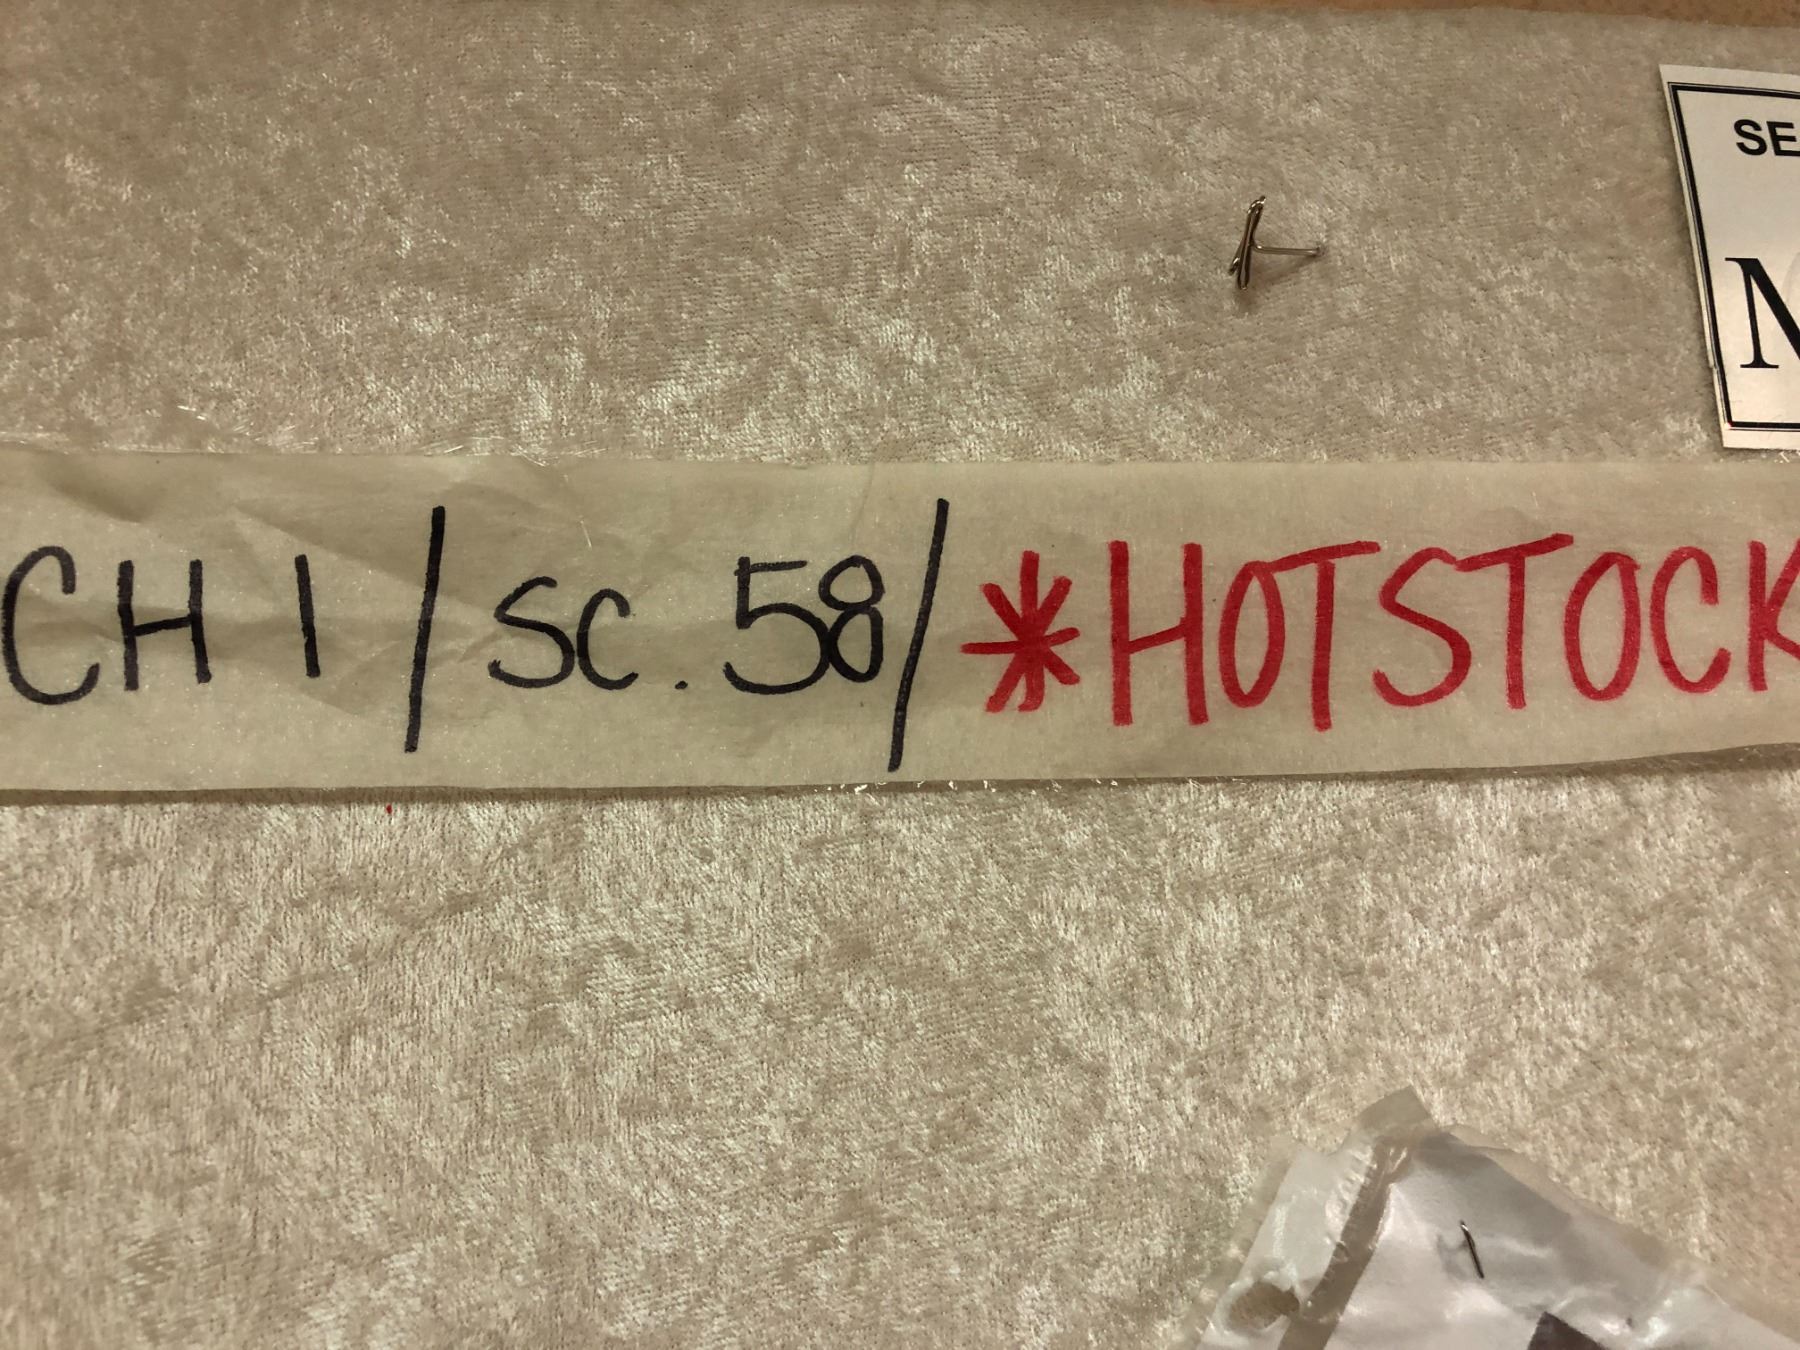 SE
M
CH 1 / SC. 58 / *HOTSTOCK